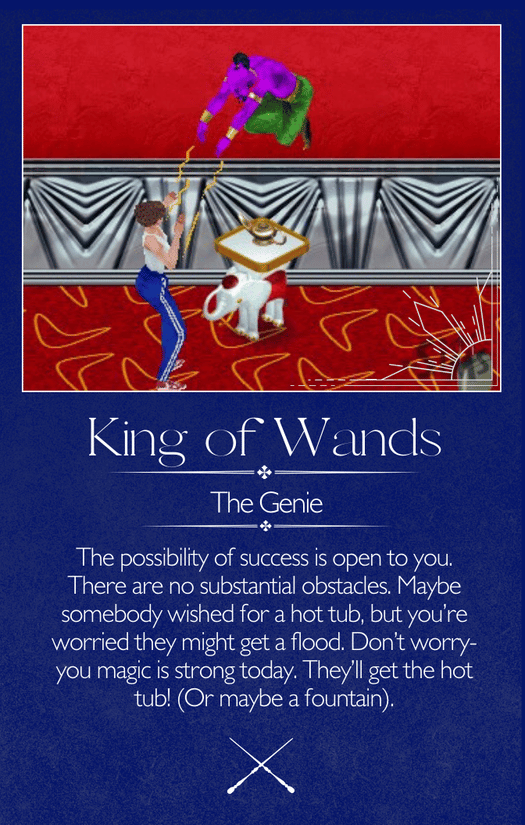 King of Wands
The Genie
The possibility of success is open to you.
There are no substantial obstacles. Maybe
somebody wished for a hot tub, but you're
worried they might get a flood. Don't worry-
you magic is strong today. They'll get the hot
tub! (Or maybe a fountain).